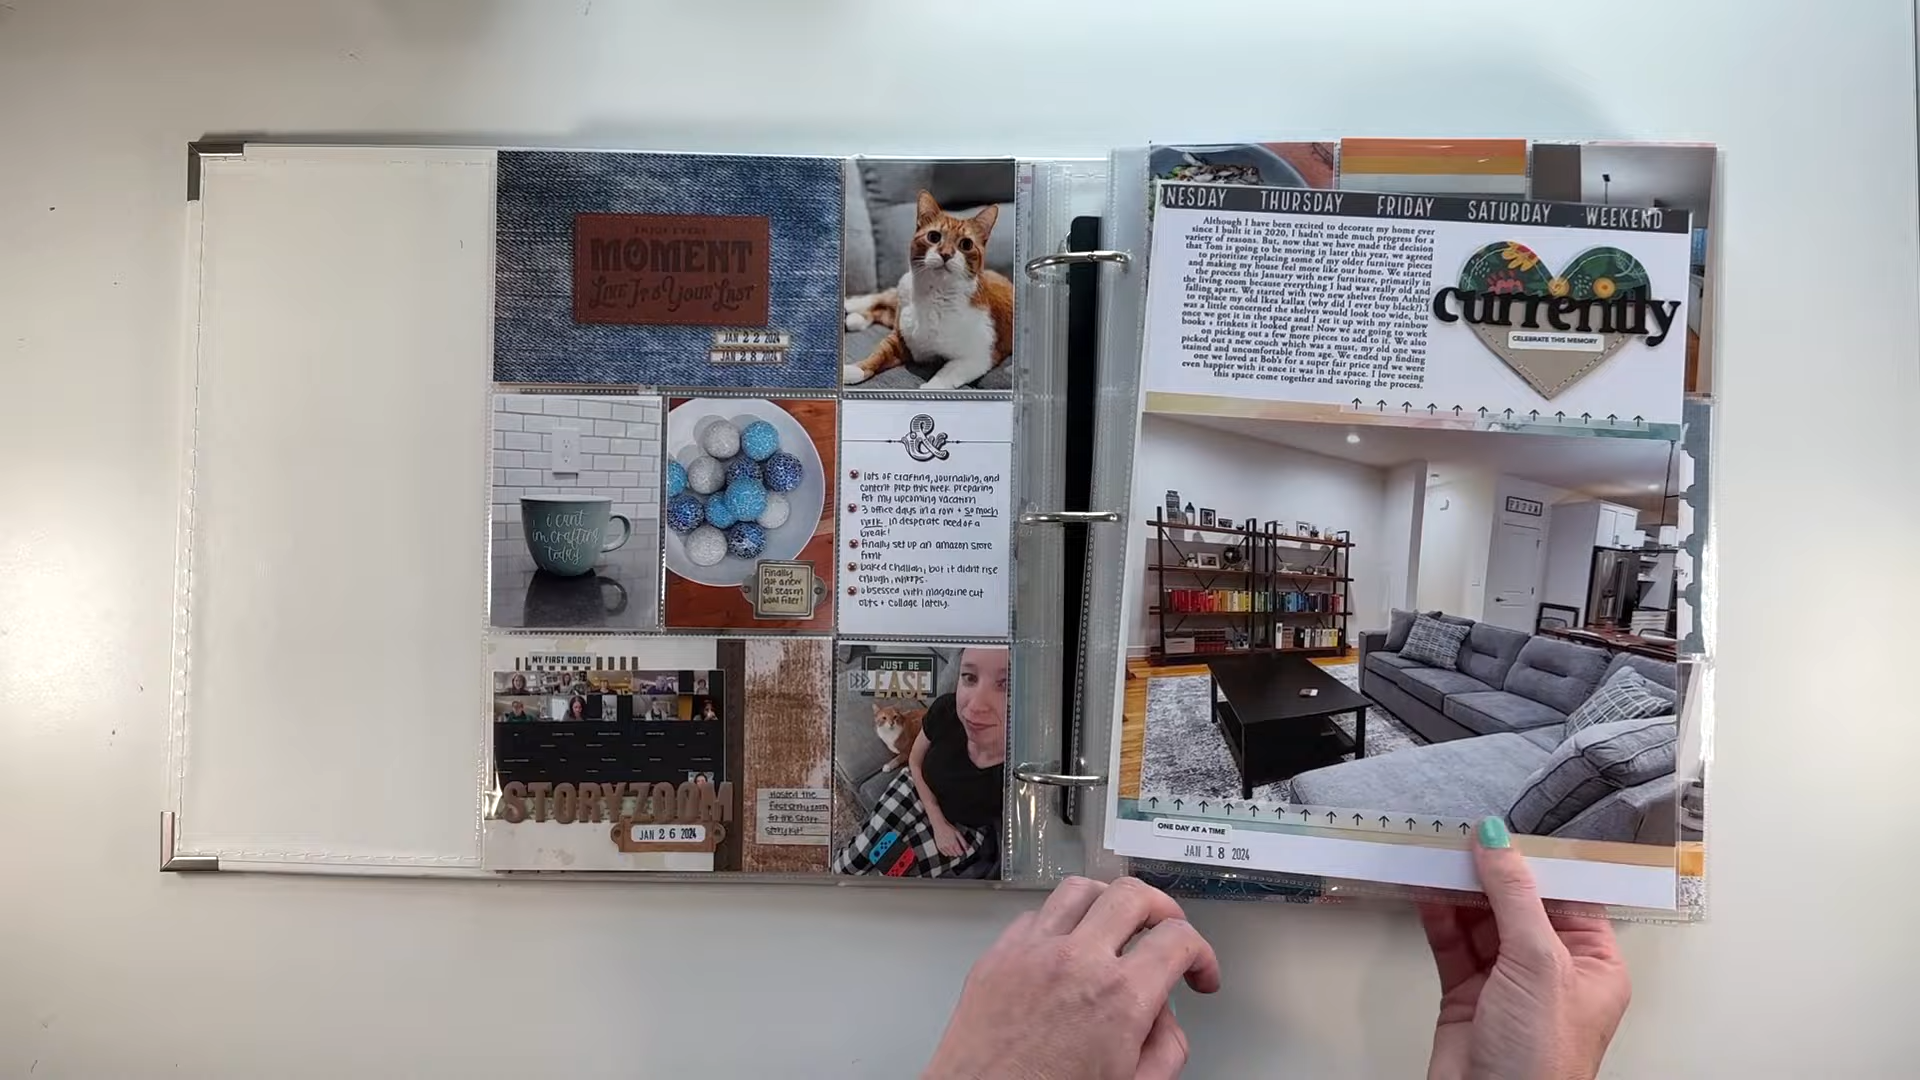 ENJOY EVERY
MOMENT
LIKE IT'S YOUR LAST
JAN 22 2024
JAN 28 2024
i can't
i'm crafting
today
finally
got a new
all season
bowl filler!
&
lots of crafting, journaling, and
content prep this week preparing
for my upcoming vacation
3 office days in a row + so much
work. in desperate need of a
break!
finally set up an amazon store
front
baked challah, but it didnt rise
enough, whoops.
obsessed with magazine cut
outs + collage lately.
MY FIRST RODEO
STORY ZOOM
JAN 26 2024
Hosted the
first story zoom
for the
story kit!
JUST BE
EASE
NESDAY THURSDAY FRIDAY SATURDAY WEEKEND
Although I have been excited to decorate my home ever
since I built it in 2020, I hadn't made much progress for a
variety of reasons. But, now that we have made the decision
that Tom is going to be moving in later this year, we agreed
to prioritize replacing some of my older furniture pieces
and making my house feel more like our home. We started
the process this January with new furniture, primarily in
the living room because everything I had was really old and
falling apart. We started with two new shelves from Ashley
to replace my old Ikea kallax (why did I ever buy black?). I
was a little concerned the shelves would look too wide, but
once we got it in the space and I set it up with my rainbow
books + trinkets it looked great! Now we are going to work
on picking out a few more pieces to add to it. We also
picked out a new couch which was a must, my old one was
stained and uncomfortable from age. We ended up finding
one we loved at Bob's for a super fair price and we were
even happier with it once it was in the space. I love seeing
this space come together and savoring the process.
currently
CELEBRATE THIS MEMORY
ONE DAY AT A TIME
JAN 18 2024